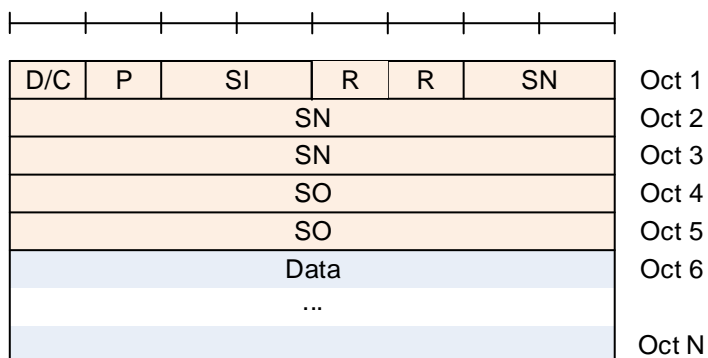 D/C P SI R R SN Oct 1
SN Oct 2
SN Oct 3
SO Oct 4
SO Oct 5
Data Oct 6
...
Oct N